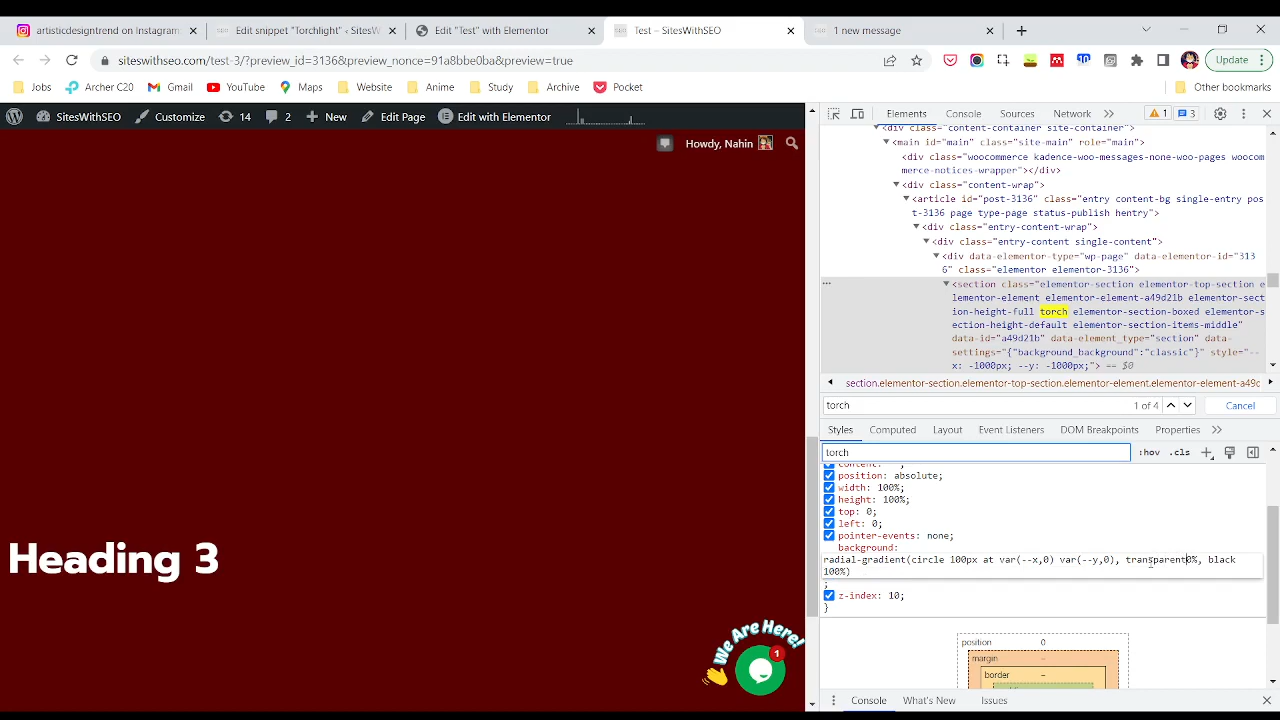 artisticdesigntrend on Instagram
Edit snippet "Torchlight" ‹ SitesW
Edit "Test" with Elementor
Test – SitesWithSEO
1 new message
siteswithseo.com/test-3/?preview_id=3136&preview_nonce=91a8bbe0ba&preview=true
Update
Jobs
Archer C20
Gmail
YouTube
Maps
Website
Anime
Study
Archive
Pocket
Other bookmarks
Customize
14
2
New
Edit Page
Edit with Elementor
Howdy, Nahin
Heading 3
We Are Here!
1
Elements
Console
Sources
Network
1
3
<div class="content-container site-container">
<main id="main" class="site-main" role="main">
<div class="woocommerce kadence-woo-messages-none-woo-pages woocom
merce-notices-wrapper"></div>
<div class="content-wrap">
<article id="post-3136" class="entry content-bg single-entry pos
t-3136 page type-page status-publish hentry">
<div class="entry-content-wrap">
<div class="entry-content single-content">
<div data-elementor-type="wp-page" data-elementor-id="313
6" class="elementor elementor-3136">
<section class="elementor-section elementor-top-section e
lementor-element elementor-element-a49d21b elementor-sect
ion-height-full torch elementor-section-boxed elementor-s
ection-height-default elementor-section-items-middle"
data-id="a49d21b" data-element_type="section" data-
settings="{"background_background":"classic"}" style="--
x: -1000px; --y: -1000px;"> == $0
section.elementor-section.elementor-top-section.elementor-element.elementor-element-a49d
torch
1 of 4
Cancel
Styles
Computed
Layout
Event Listeners
DOM Breakpoints
Properties
torch
:hov
.cls
position: absolute;
width: 100%;
height: 100%;
top: 0;
left: 0;
pointer-events: none;
background:
radial-gradient(circle 100px at var(--x,0) var(--y,0), transparent0%, black
100%)
;
z-index: 10;
}
position
0
margin
–
border
–
Console
What's New
Issues